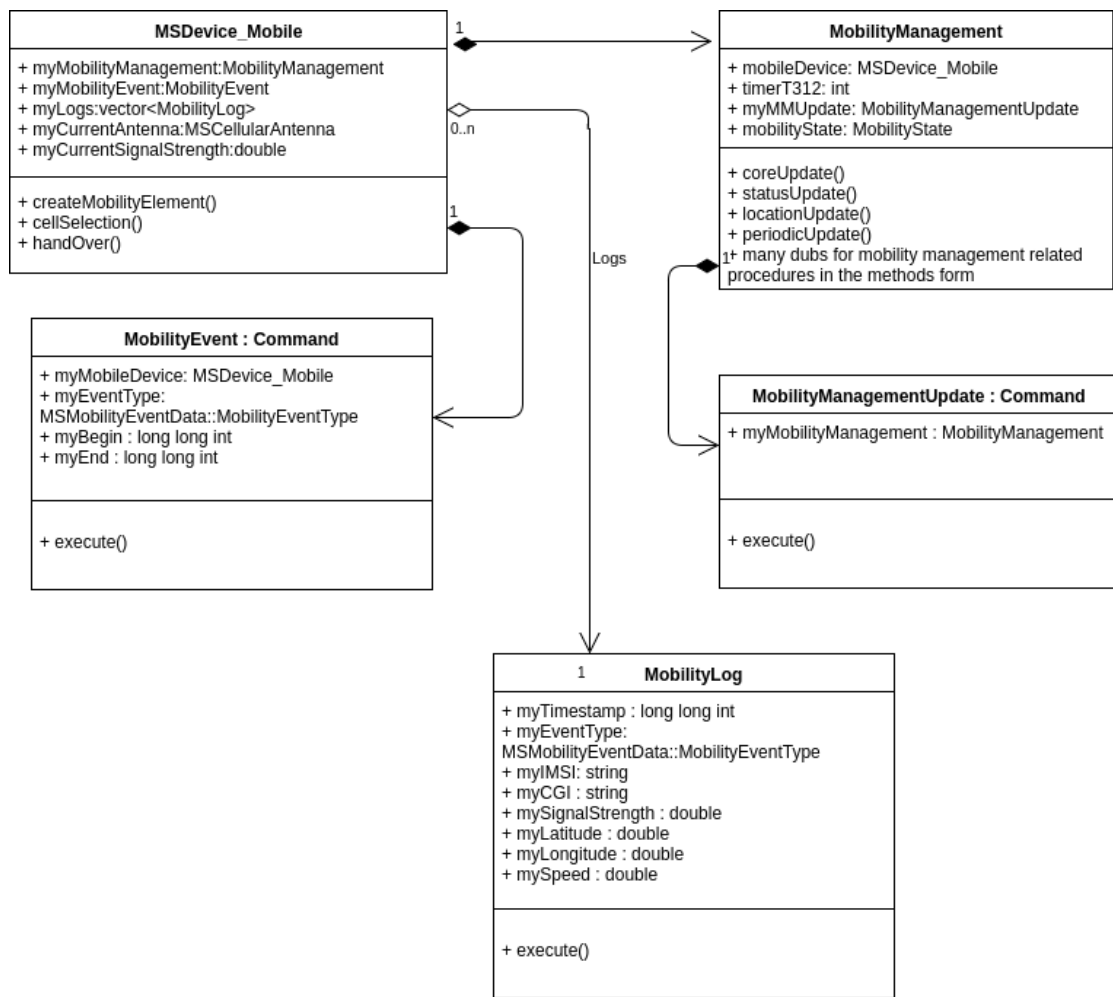 MSDevice_Mobile
+ myMobilityManagement:MobilityManagement
+ myMobilityEvent:MobilityEvent
+ myLogs:vector<MobilityLog>
+ myCurrentAntenna:MSCellularAntenna
+ myCurrentSignalStrength:double
+ createMobilityElement()
+ cellSelection()
+ handOver()
1
0..n
1
Logs
MobilityManagement
+ mobileDevice: MSDevice_Mobile
+ timerT312: int
+ myMMUpdate: MobilityManagementUpdate
+ mobilityState: MobilityState
+ coreUpdate()
+ statusUpdate()
+ locationUpdate()
+ periodicUpdate()
+ many dubs for mobility management related
procedures in the methods form
1
MobilityEvent : Command
+ myMobileDevice: MSDevice_Mobile
+ myEventType:
MSMobilityEventData::MobilityEventType
+ myBegin : long long int
+ myEnd : long long int
+ execute()
MobilityManagementUpdate : Command
+ myMobilityManagement : MobilityManagement
+ execute()
1
MobilityLog
+ myTimestamp : long long int
+ myEventType:
MSMobilityEventData::MobilityEventType
+ myIMSI: string
+ myCGI : string
+ mySignalStrength : double
+ myLatitude : double
+ myLongitude : double
+ mySpeed : double
+ execute()